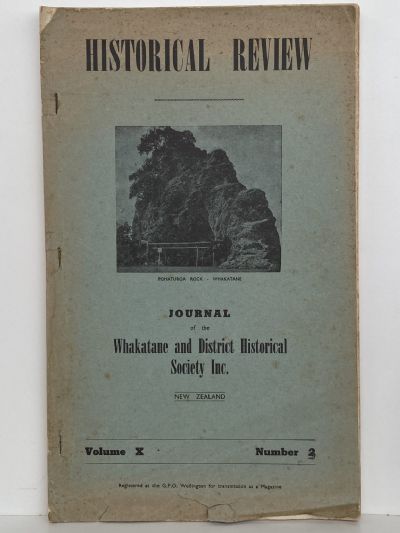 HISTORICAL REVIEW
POHATUROA ROCK - WHAKATANE
JOURNAL
of the
Whakatane and District Historical
Society Inc.
NEW ZEALAND
Volume X Number 2
Registered at the G.P.O. Wellington for transmission as a Magazine